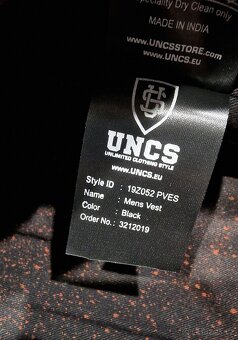 Specialty Dry Clean only
MADE IN INDIA
www.UNCSSTORE.com
www.UNCS.EU
UNCS
UNLIMITED CLOTHING STYLE
www.UNCS.EU
Style ID : 19Z052 PVES
Name : Mens Vest
Color : Black
Order No.: 3212019